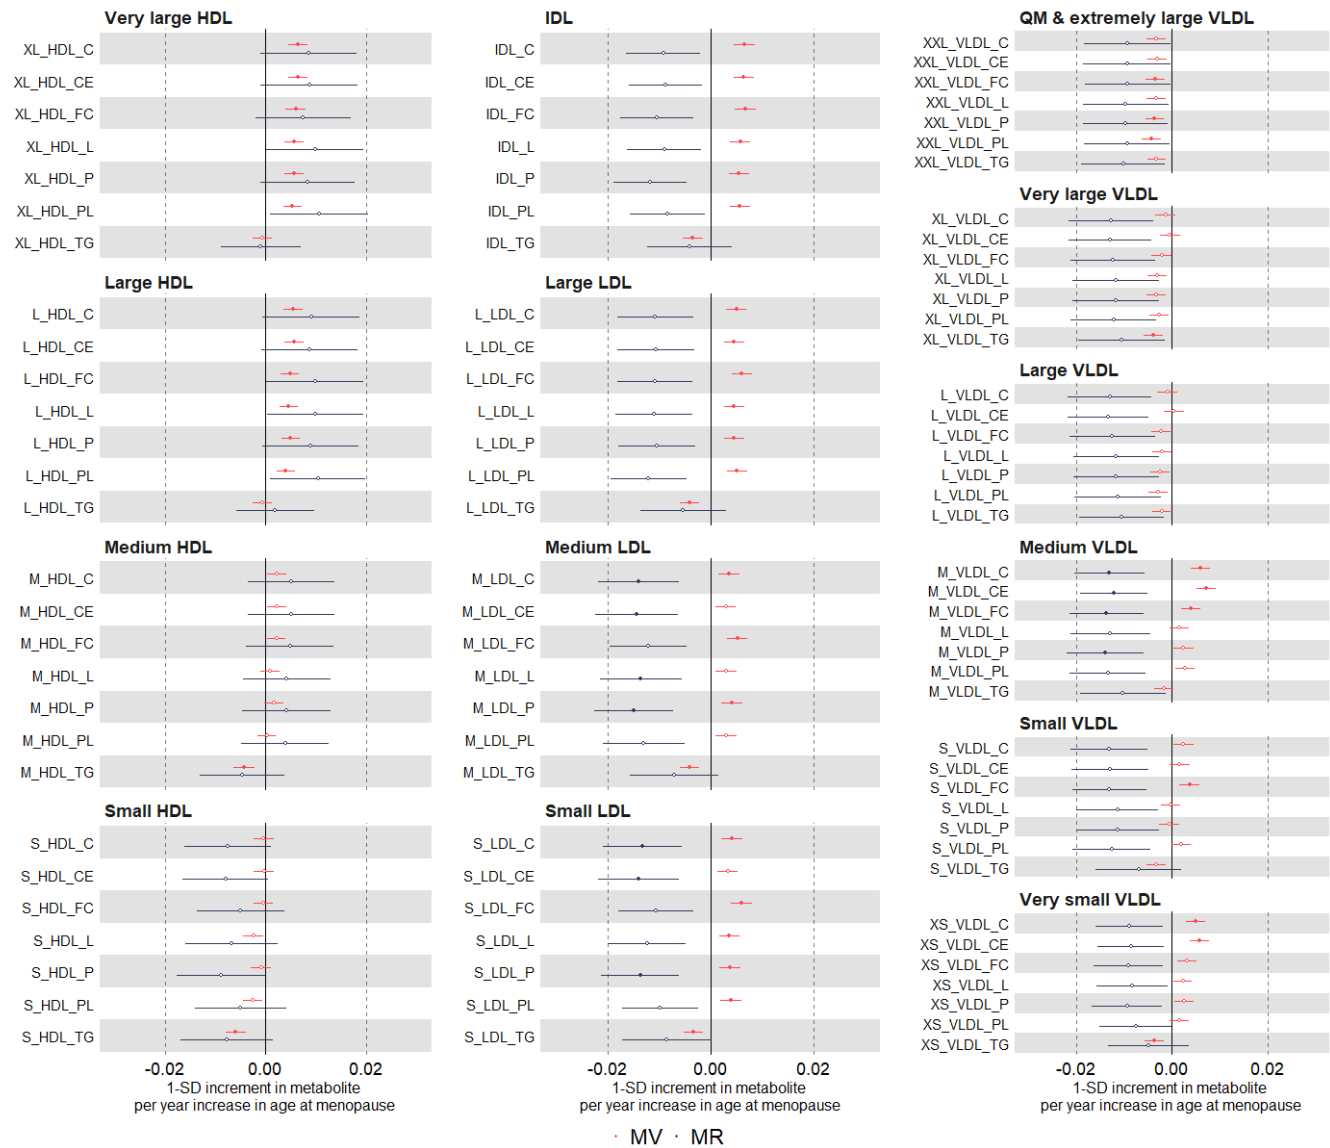 Very large HDL
XL_HDL_C
XL_HDL_CE
XL_HDL_FC
XL_HDL_L
XL_HDL_P
XL_HDL_PL
XL_HDL_TG
Large HDL
L_HDL_C
L_HDL_CE
L_HDL_FC
L_HDL_L
L_HDL_P
L_HDL_PL
L_HDL_TG
Medium HDL
M_HDL_C
M_HDL_CE
M_HDL_FC
M_HDL_L
M_HDL_P
M_HDL_PL
M_HDL_TG
Small HDL
S_HDL_C
S_HDL_CE
S_HDL_FC
S_HDL_L
S_HDL_P
S_HDL_PL
S_HDL_TG
-0.02 0.00 0.02
1-SD increment in metabolite
per year increase in age at menopause
IDL
IDL_C
IDL_CE
IDL_FC
IDL_L
IDL_P
IDL_PL
IDL_TG
Large LDL
L_LDL_C
L_LDL_CE
L_LDL_FC
L_LDL_L
L_LDL_P
L_LDL_PL
L_LDL_TG
Medium LDL
M_LDL_C
M_LDL_CE
M_LDL_FC
M_LDL_L
M_LDL_P
M_LDL_PL
M_LDL_TG
Small LDL
S_LDL_C
S_LDL_CE
S_LDL_FC
S_LDL_L
S_LDL_P
S_LDL_PL
S_LDL_TG
-0.02 0.00 0.02
1-SD increment in metabolite
per year increase in age at menopause
QM & extremely large VLDL
XXL_VLDL_C
XXL_VLDL_CE
XXL_VLDL_FC
XXL_VLDL_L
XXL_VLDL_P
XXL_VLDL_PL
XXL_VLDL_TG
Very large VLDL
XL_VLDL_C
XL_VLDL_CE
XL_VLDL_FC
XL_VLDL_L
XL_VLDL_P
XL_VLDL_PL
XL_VLDL_TG
Large VLDL
L_VLDL_C
L_VLDL_CE
L_VLDL_FC
L_VLDL_L
L_VLDL_P
L_VLDL_PL
L_VLDL_TG
Medium VLDL
M_VLDL_C
M_VLDL_CE
M_VLDL_FC
M_VLDL_L
M_VLDL_P
M_VLDL_PL
M_VLDL_TG
Small VLDL
S_VLDL_C
S_VLDL_CE
S_VLDL_FC
S_VLDL_L
S_VLDL_P
S_VLDL_PL
S_VLDL_TG
Very small VLDL
XS_VLDL_C
XS_VLDL_CE
XS_VLDL_FC
XS_VLDL_L
XS_VLDL_P
XS_VLDL_PL
XS_VLDL_TG
-0.02 0.00 0.02
1-SD increment in metabolite
per year increase in age at menopause
MV MR